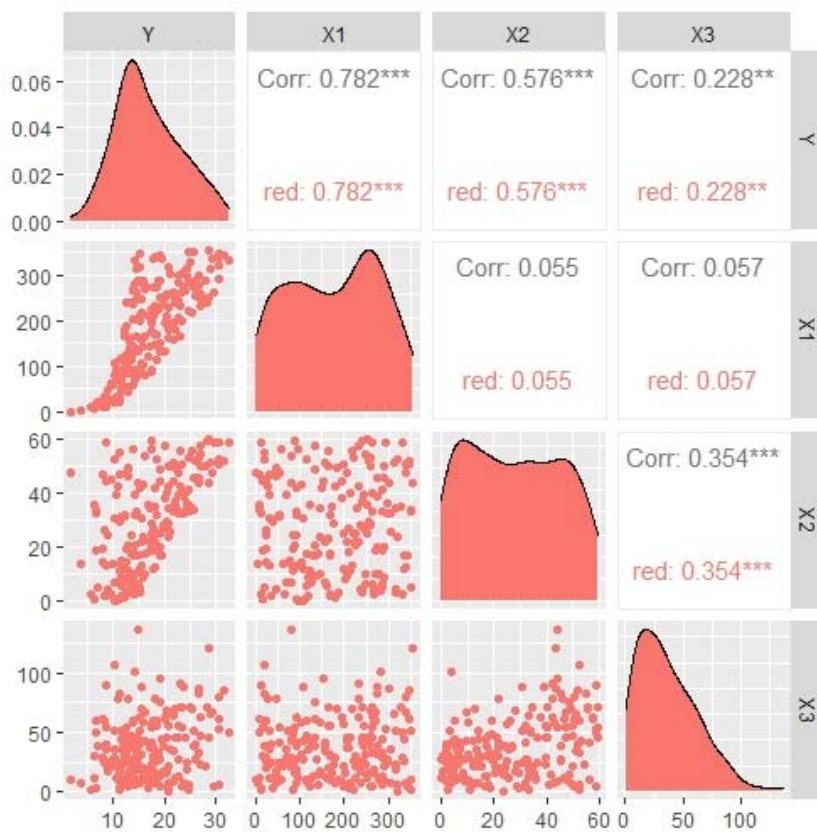 Y X1 X2 X3
0.06
0.04
0.02
0.00
Corr: 0.782***
red: 0.782***
Corr: 0.576***
red: 0.576***
Corr: 0.228**
red: 0.228**
Y
300
200
100
0
Corr: 0.055
red: 0.055
Corr: 0.057
red: 0.057
X1
60
40
20
0
Corr: 0.354***
red: 0.354***
X2
100
50
0
X3
10 20 30 0 100 200 300 0 20 40 60 0 50 100